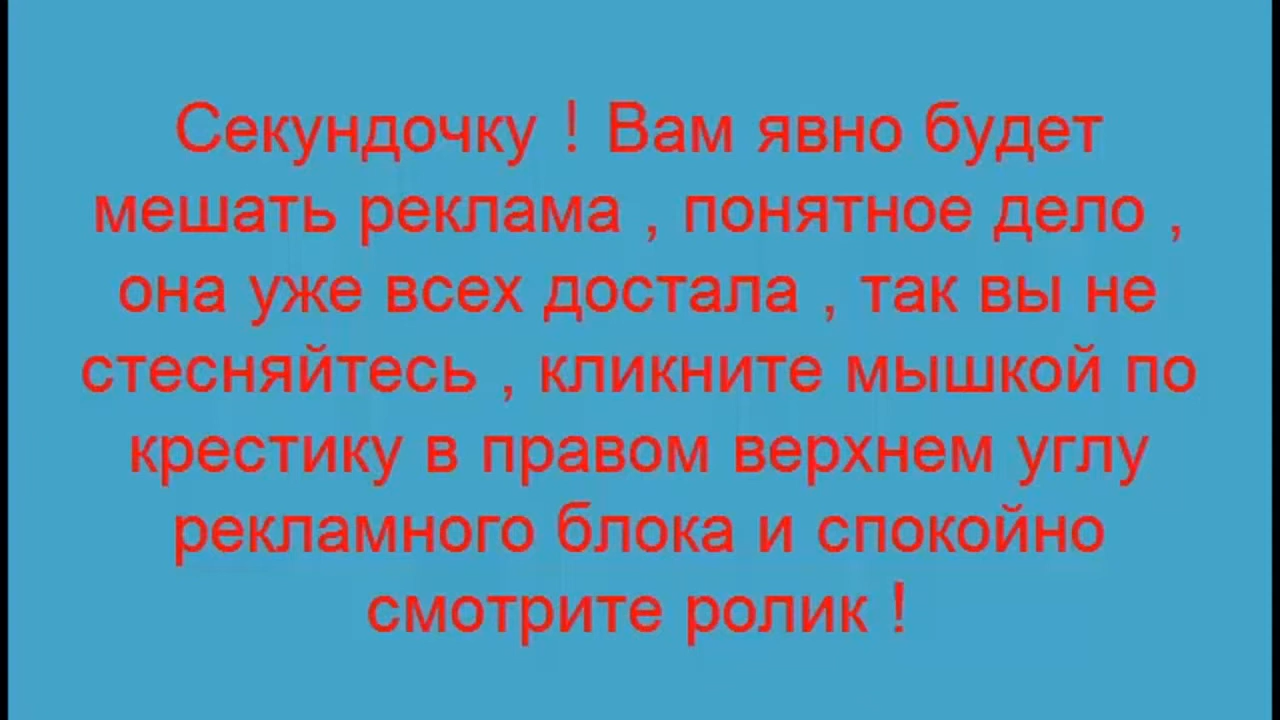 Секундочку ! Вам явно будет
мешать реклама , понятное дело ,
она уже всех достала , так вы не
стесняйтесь , кликните мышкой по
крестику в правом верхнем углу
рекламного блока и спокойно
смотрите ролик !